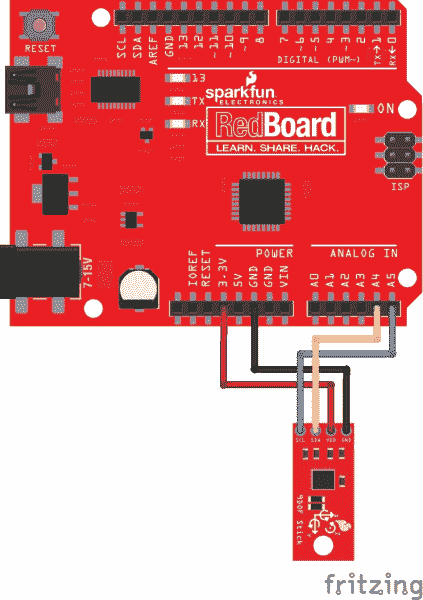 RESET
SCL
SDA
AREF
GND
13
12
~11
~10
~9
8
7
~6
~5
4
~3
2
TX→1
RX←0
DIGITAL (PWM~)
13
TX
RX
sparkfun
ELECTRONICS
ON
RedBoard
LEARN. SHARE. HACK.
ISP
7-15V
POWER
ANALOG IN
IOREF
RESET
3.3V
5V
GND
GND
VIN
A0
A1
A2
A3
A4
A5
SCL
SDA
VDD
GND
9DOF Stick
fritzing